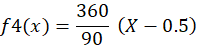 f4(x) = 360/90 (X − 0.5)